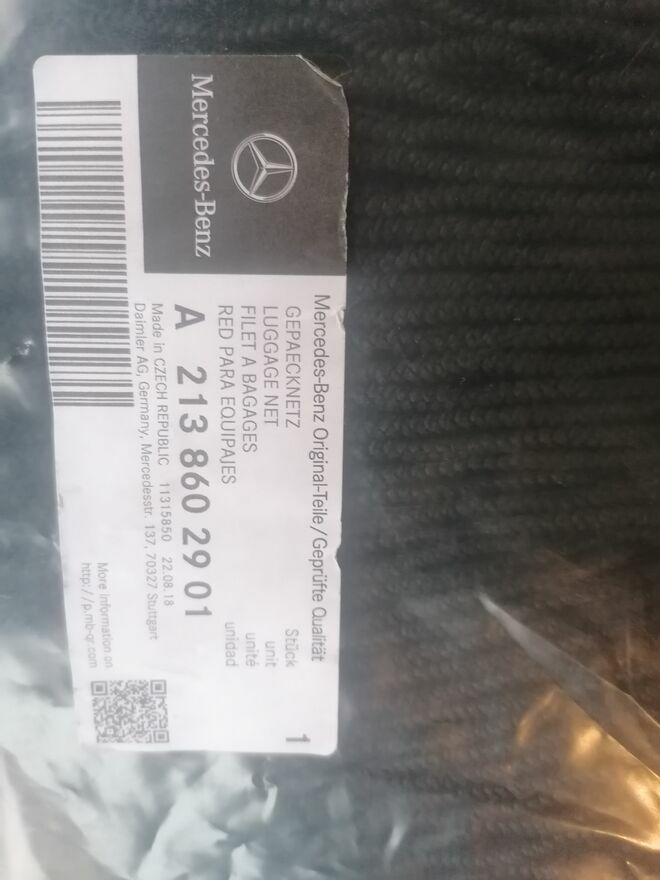 Mercedes-Benz
Mercedes-Benz Original-Teile/Geprüfte Qualität
GEPAECKNETZ
LUGGAGE NET
FILET A BAGAGES
RED PARA EQUIPAJES
Stück
unit
unité
unidad
1
A 213 860 29 01
Made in CZECH REPUBLIC 11315850 22.08.18
Daimler AG, Germany, Mercedesstr. 137, 70327 Stuttgart
More information on
http://p.mb-qr.com